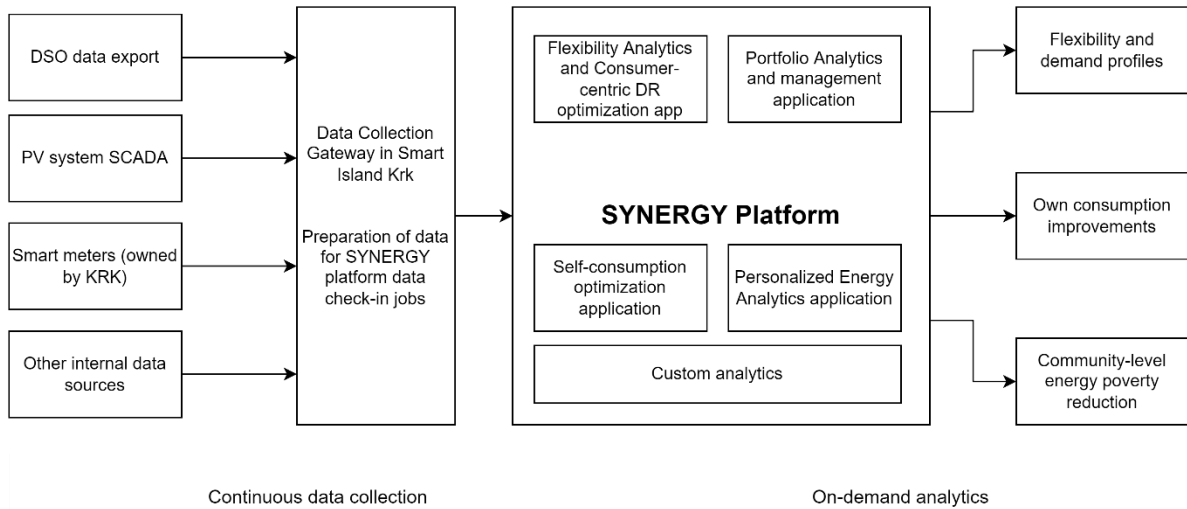 DSO data export
PV system SCADA
Smart meters (owned
by KRK)
Other internal data
sources
Data Collection
Gateway in Smart
Island Krk
Preparation of data
for SYNERGY
platform data
check-in jobs
Flexibility Analytics
and Consumer-
centric DR
optimization app
Portfolio Analytics
and management
application
SYNERGY Platform
Self-consumption
optimization
application
Personalized Energy
Analytics application
Custom analytics
Flexibility and
demand profiles
Own consumption
improvements
Community-level
energy poverty
reduction
Continuous data collection
On-demand analytics